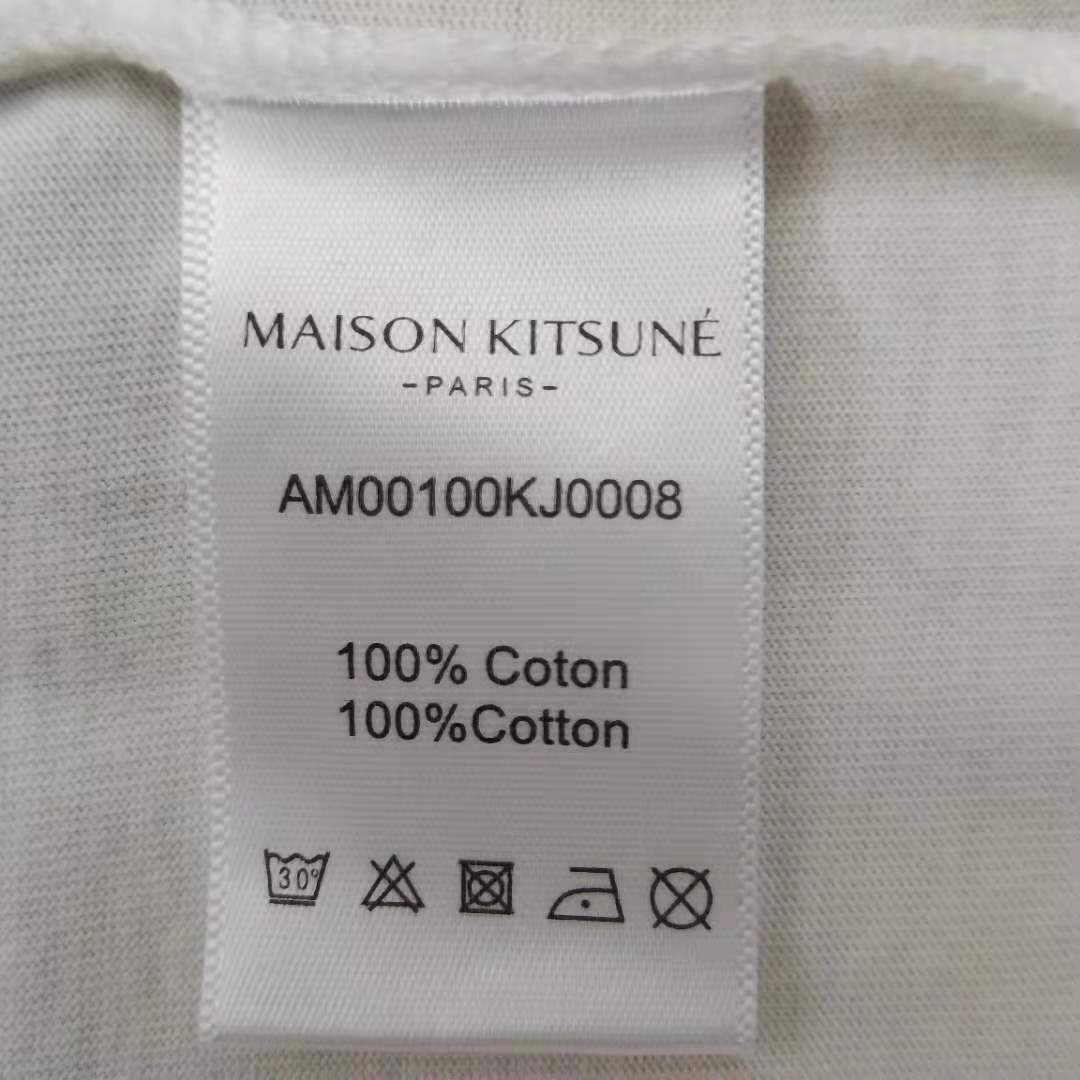 MAISON KITSUNÉ
-PARIS-
AM00100KJ0008
100% Coton
100%Cotton
30°